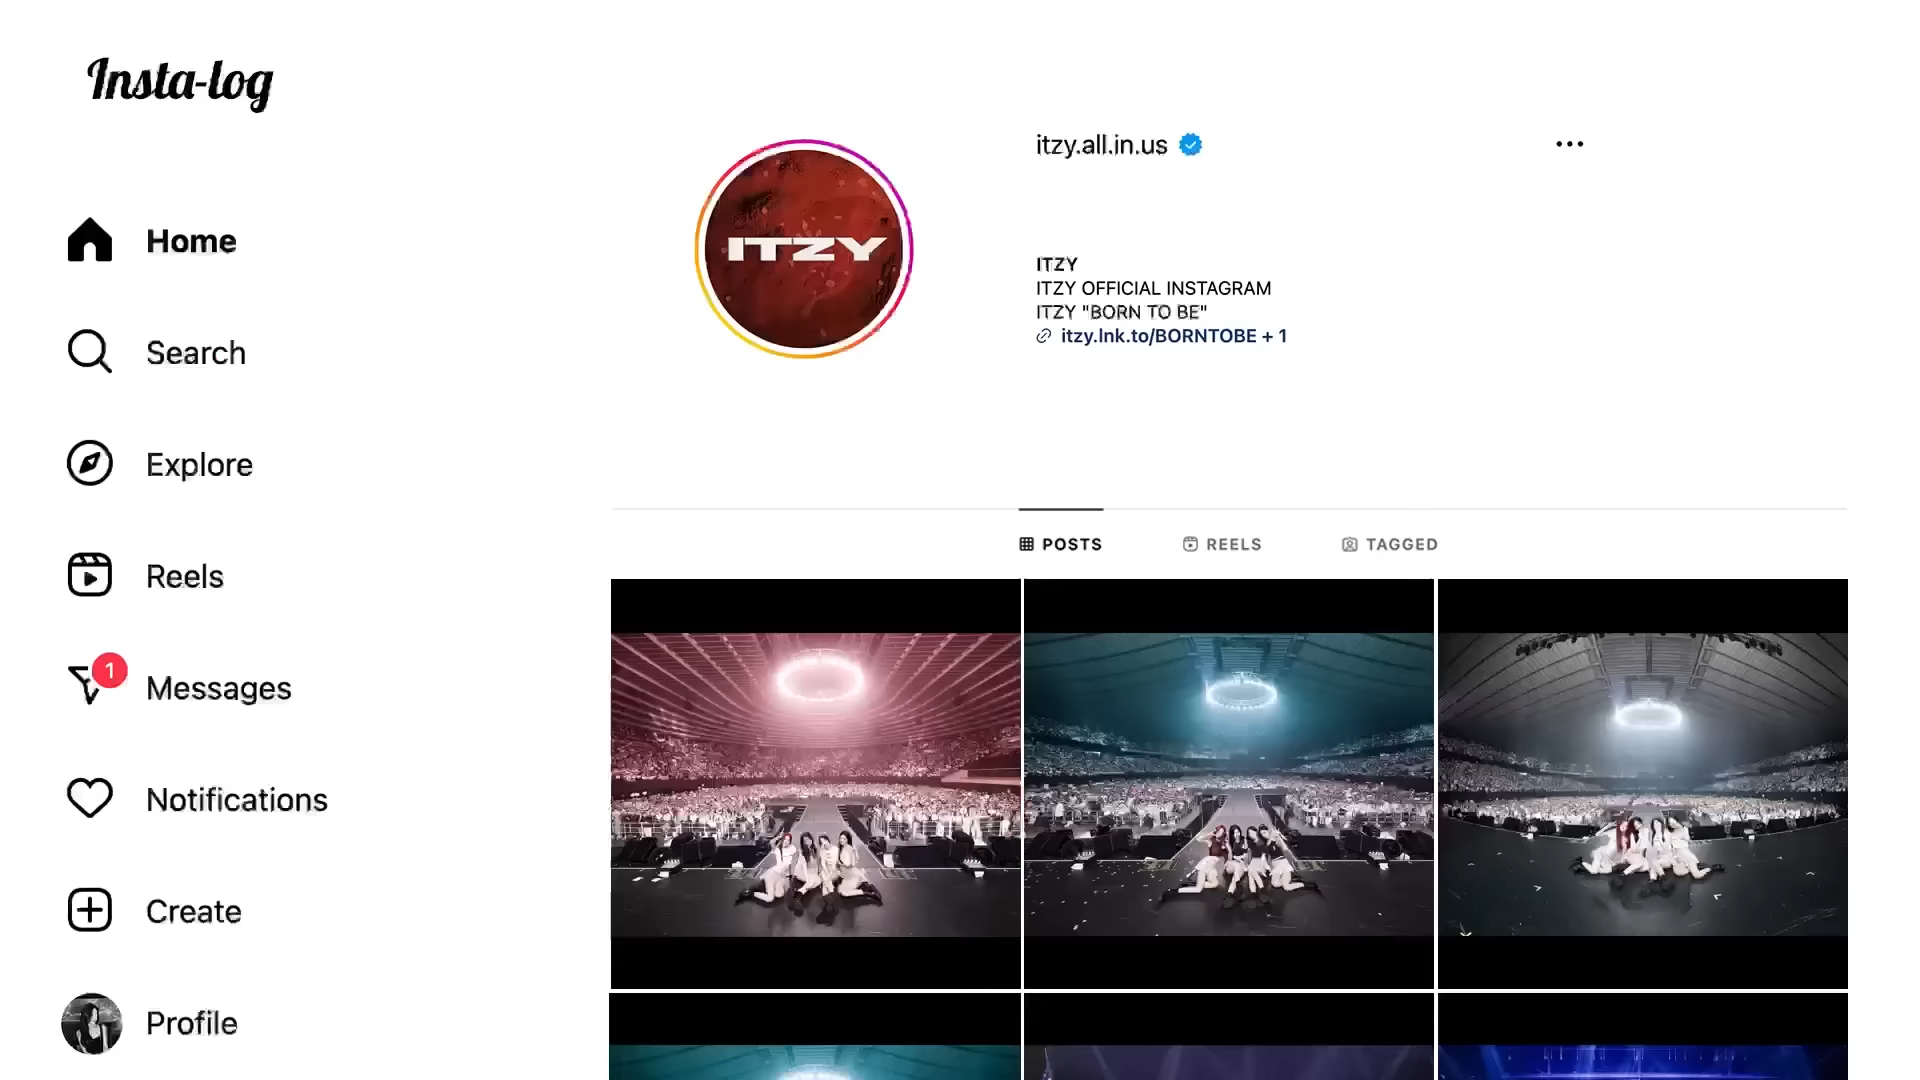 Insta-log
Home
Search
Explore
Reels
1
Messages
Notifications
Create
Profile
ITZY
itzy.all.in.us
ITZY
ITZY OFFICIAL INSTAGRAM
ITZY "BORN TO BE"
itzy.lnk.to/BORNTOBE + 1
POSTS
REELS
TAGGED